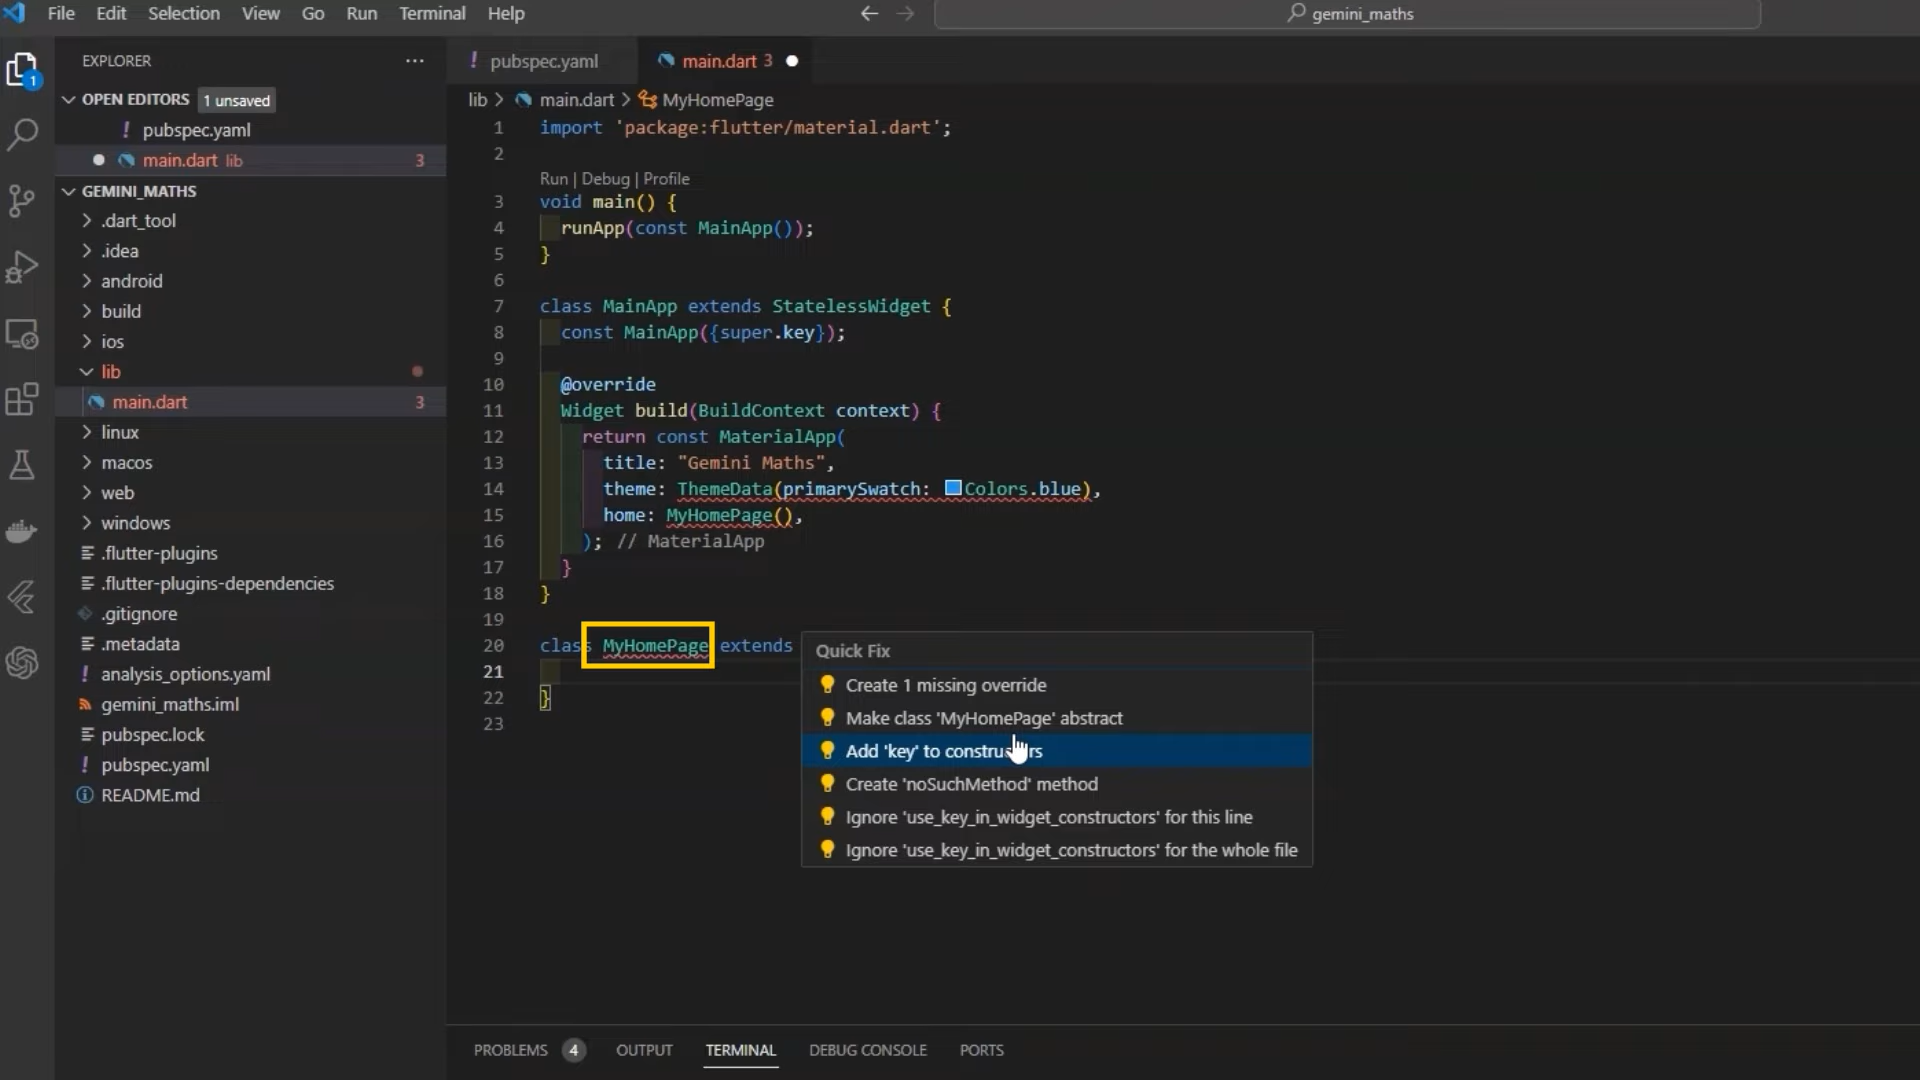 File Edit Selection View Go Run Terminal Help
gemini_maths
EXPLORER
1
OPEN EDITORS 1 unsaved
! pubspec.yaml
main.dart lib 3
GEMINI_MATHS
.dart_tool
.idea
android
build
ios
lib
main.dart 3
linux
macos
web
windows
.flutter-plugins
.flutter-plugins-dependencies
.gitignore
.metadata
! analysis_options.yaml
gemini_maths.iml
pubspec.lock
! pubspec.yaml
README.md
! pubspec.yaml
main.dart 3
lib > main.dart > MyHomePage
1 import 'package:flutter/material.dart';
2
Run | Debug | Profile
3 void main() {
4 runApp(const MainApp());
5 }
6
7 class MainApp extends StatelessWidget {
8 const MainApp({super.key});
9
10 @override
11 Widget build(BuildContext context) {
12 return const MaterialApp(
13 title: "Gemini Maths",
14 theme: ThemeData(primarySwatch: Colors.blue),
15 home: MyHomePage(),
16 ); // MaterialApp
17 }
18 }
19
20 class MyHomePage extends
21
22 }
23
Quick Fix
Create 1 missing override
Make class 'MyHomePage' abstract
Add 'key' to constructors
Create 'noSuchMethod' method
Ignore 'use_key_in_widget_constructors' for this line
Ignore 'use_key_in_widget_constructors' for the whole file
PROBLEMS 4 OUTPUT TERMINAL DEBUG CONSOLE PORTS